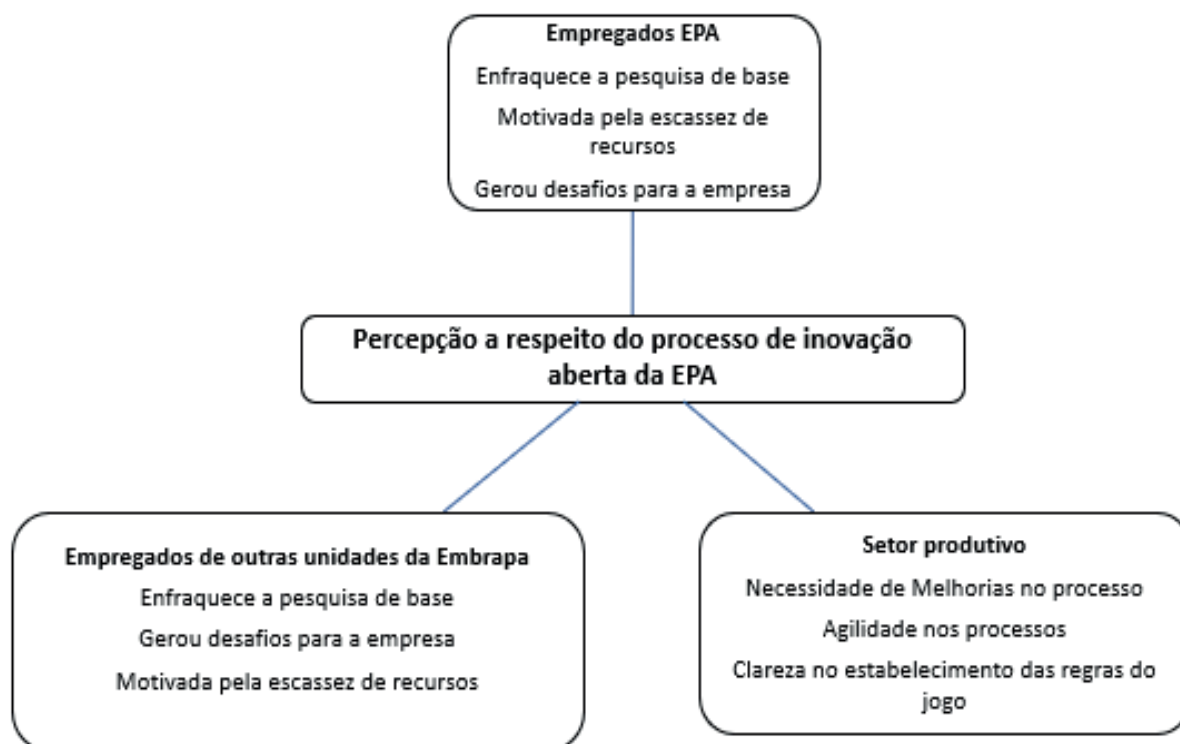 Empregados EPA
Enfraquece a pesquisa de base
Motivada pela escassez de
recursos
Gerou desafios para a empresa
Percepção a respeito do processo de inovação
aberta da EPA
Empregados de outras unidades da Embrapa
Enfraquece a pesquisa de base
Gerou desafios para a empresa
Motivada pela escassez de recursos
Setor produtivo
Necessidade de Melhorias no processo
Agilidade nos processos
Clareza no estabelecimento das regras do
jogo